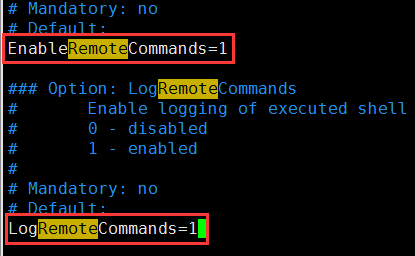 # Mandatory: no
# Default:
EnableRemoteCommands=1
### Option: LogRemoteCommands
# Enable logging of executed shell
# 0 - disabled
# 1 - enabled
#
# Mandatory: no
# Default:
LogRemoteCommands=1